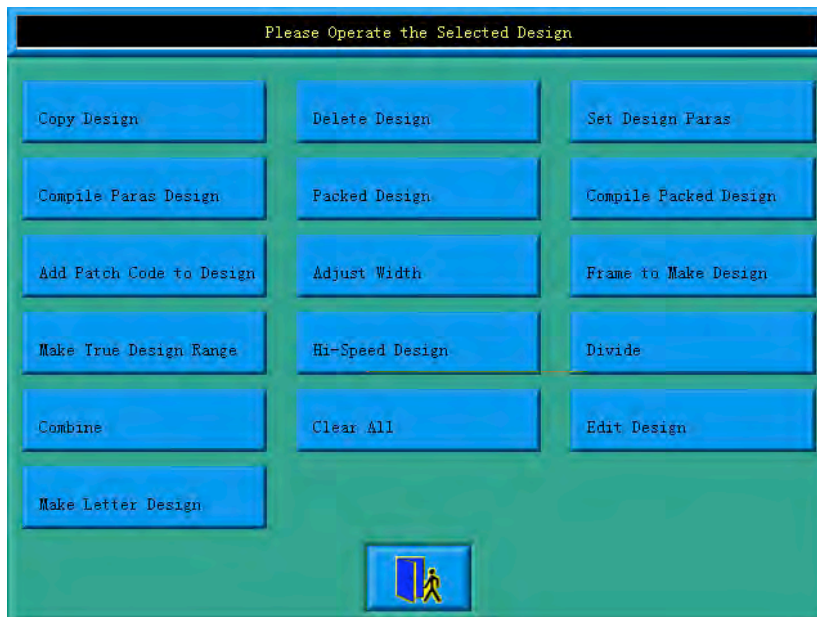 Please Operate the Selected Design
Copy Design
Delete Design
Set Design Paras
Compile Paras Design
Packed Design
Compile Packed Design
Add Patch Code to Design
Adjust Width
Frame to Make Design
Make True Design Range
Hi-Speed Design
Divide
Combine
Clear All
Edit Design
Make Letter Design